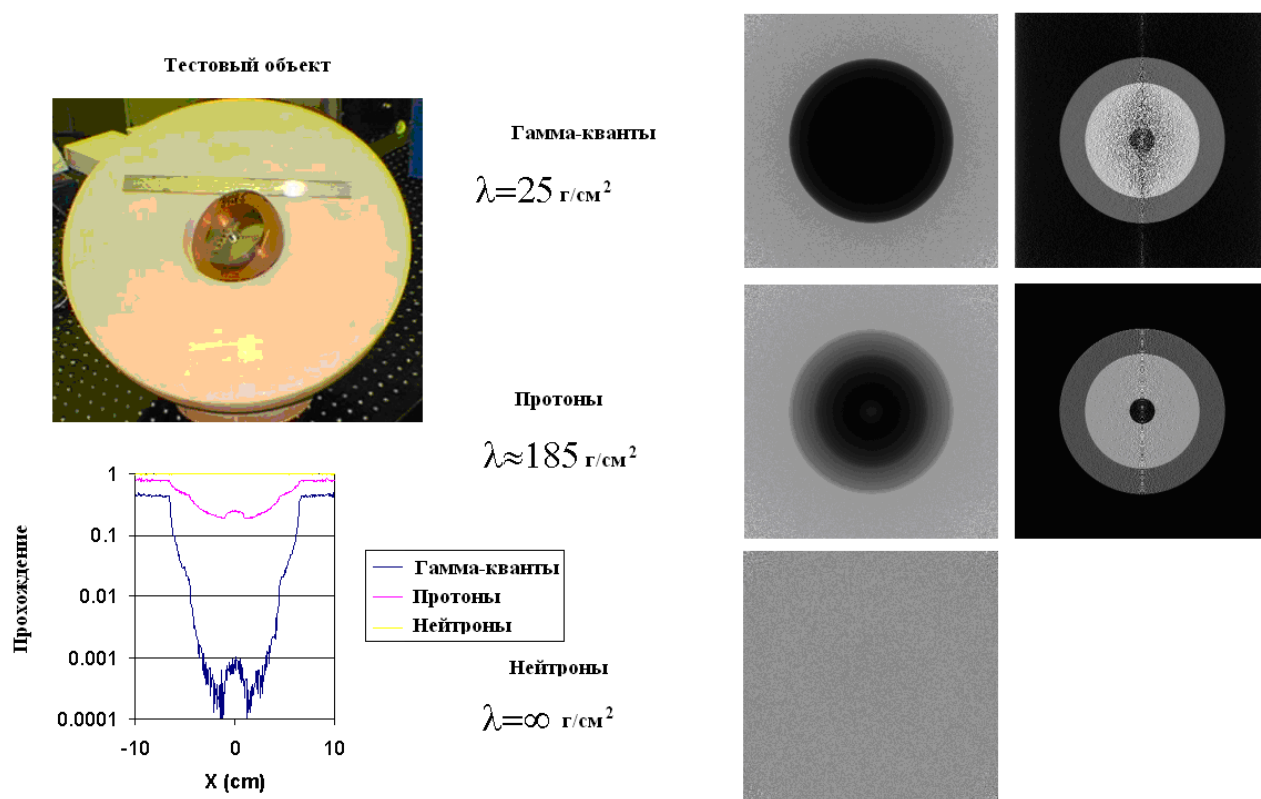 Тестовый объект
Гамма-кванты
λ=25 г/см²
Протоны
λ≈185 г/см²
Прохождение
1
0.1
0.01
0.001
0.0001
-10 0 10
X (cm)
Гамма-кванты
Протоны
Нейтроны
Нейтроны
λ=∞ г/см²